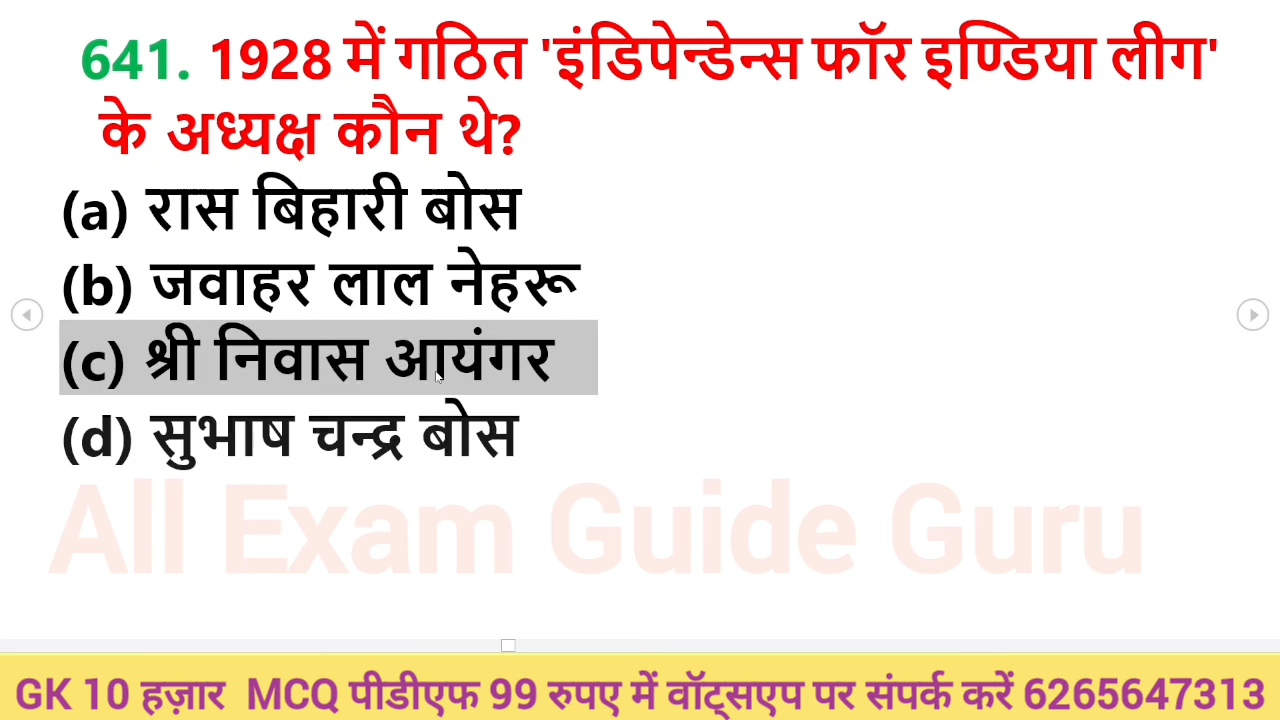 641. 1928 में गठित 'इंडिपेन्डेन्स फॉर इण्डिया लीग'
के अध्यक्ष कौन थे?
(a) रास बिहारी बोस
(b) जवाहर लाल नेहरू
(c) श्री निवास आयंगर
(d) सुभाष चन्द्र बोस
All Exam Guide Guru
GK 10 हज़ार MCQ पीडीएफ 99 रुपए में वॉट्सएप पर संपर्क करें 6265647313